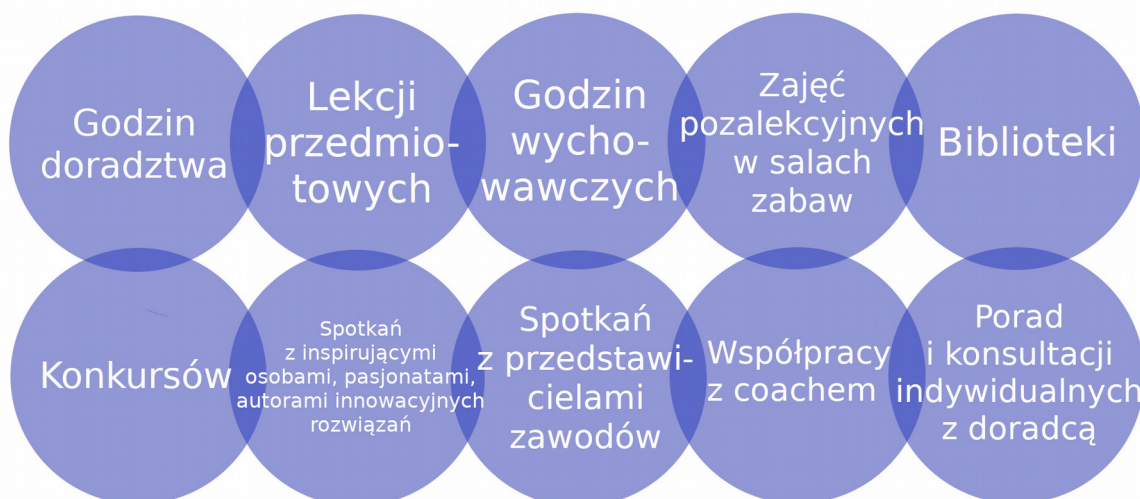 Godzin
doradztwa
Lekcji
przedmio-
towych
Godzin
wycho-
wawczych
Zajęć
pozalekcyjnych
w salach
zabaw
Biblioteki
Konkursów
Spotkań
z inspirującymi
osobami, pasjonatami,
autorami innowacyjnych
rozwiązań
Spotkań
z przedstawi-
cielami
zawodów
Współpracy
z coachem
Porad
i konsultacji
indywidualnych
z doradcą